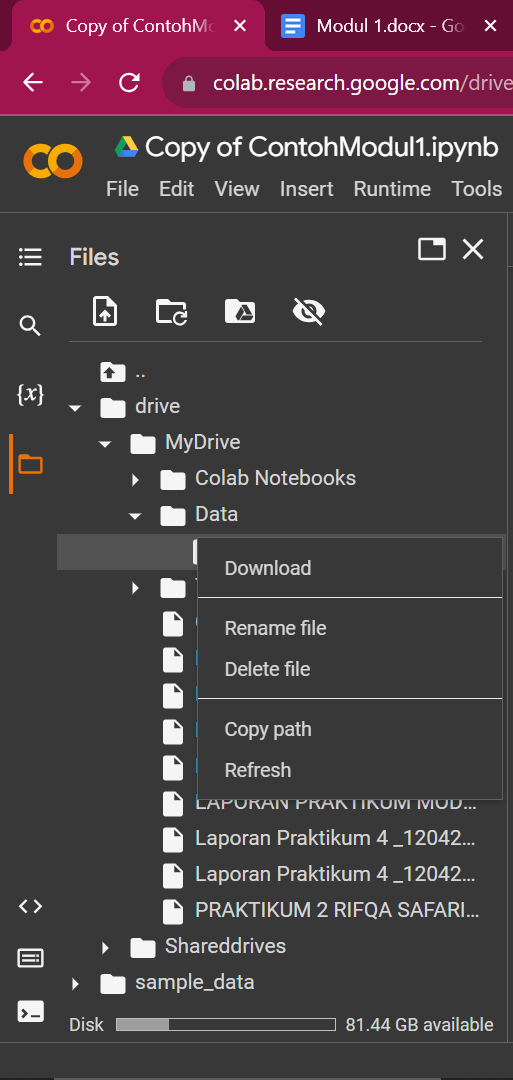 Copy of ContohMo
Modul 1.docx - Go
colab.research.google.com/drive
Copy of ContohModul1.ipynb
File Edit View Insert Runtime Tools
Files
{x}
..
drive
MyDrive
Colab Notebooks
Data
Download
Rename file
Delete file
Copy path
Refresh
LAPORAN PRAKTIKUM MOD...
Laporan Praktikum 4 _12042...
Laporan Praktikum 4 _12042...
PRAKTIKUM 2 RIFQA SAFARI...
Shareddrives
sample_data
Disk 81.44 GB available